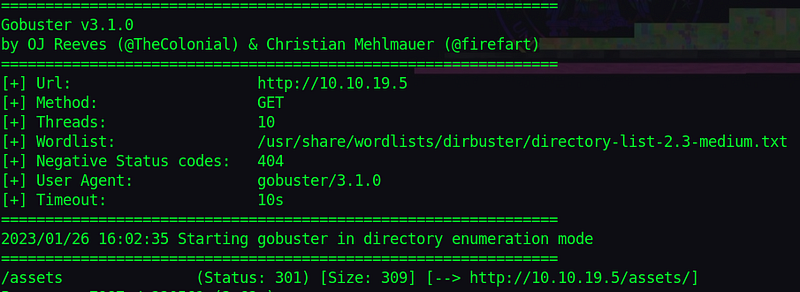 ===============================================================
Gobuster v3.1.0
by OJ Reeves (@TheColonial) & Christian Mehlmauer (@firefart)
===============================================================
[+] Url:                     http://10.10.19.5
[+] Method:                  GET
[+] Threads:                 10
[+] Wordlist:                /usr/share/wordlists/dirbuster/directory-list-2.3-medium.txt
[+] Negative Status codes:   404
[+] User Agent:              gobuster/3.1.0
[+] Timeout:                 10s
===============================================================
2023/01/26 16:02:35 Starting gobuster in directory enumeration mode
===============================================================
/assets               (Status: 301) [Size: 309] [--> http://10.10.19.5/assets/]